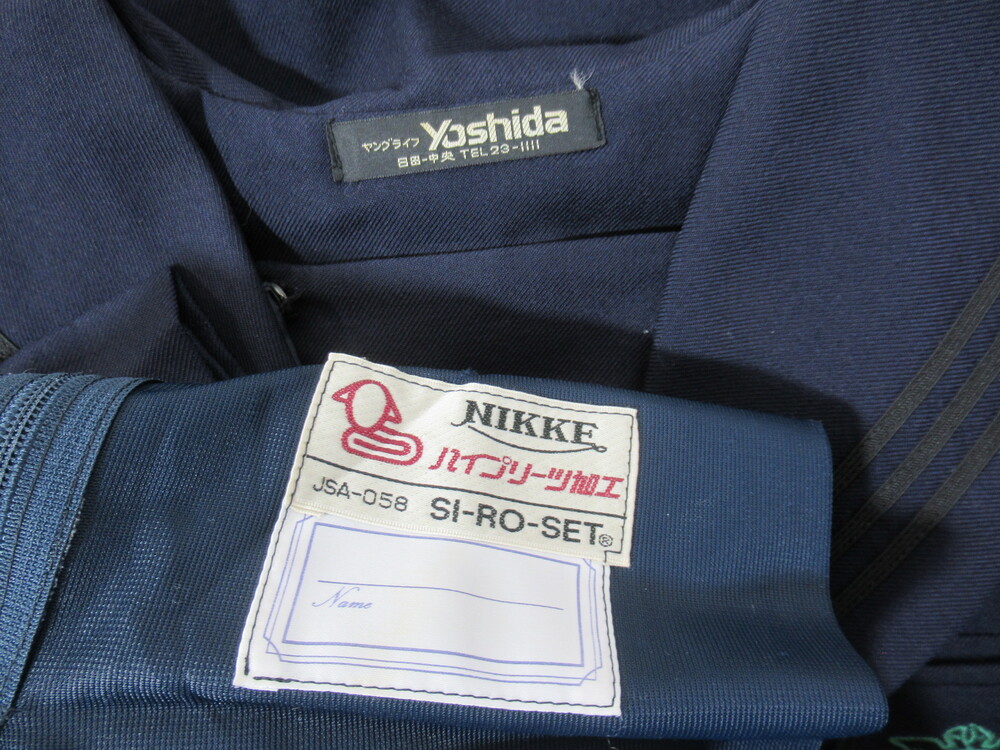 ヤングライフ Yoshida
日田-中央 TEL23-1111
NIKKE
ハイプリーツ加工
JSA-058 SI-RO-SET®
Name